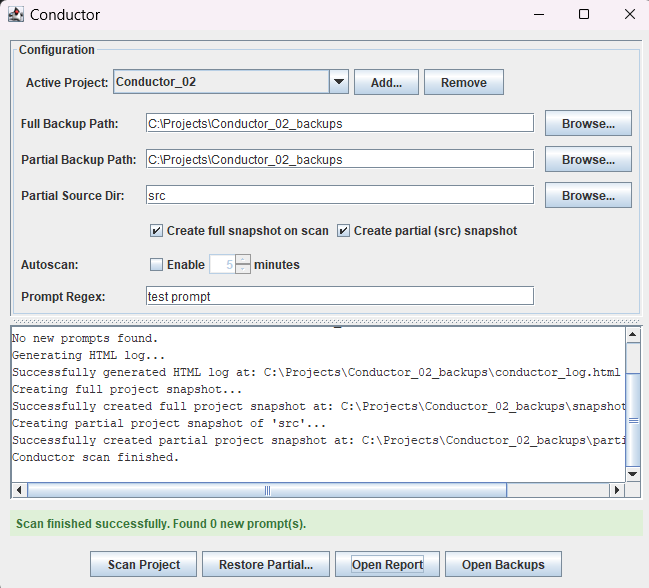 Conductor
Configuration
Active Project: Conductor_02 Add... Remove
Full Backup Path: C:\Projects\Conductor_02_backups Browse...
Partial Backup Path: C:\Projects\Conductor_02_backups Browse...
Partial Source Dir: src Browse...
Create full snapshot on scan Create partial (src) snapshot
Autoscan: Enable 5 minutes
Prompt Regex: test prompt
No new prompts found.
Generating HTML log...
Successfully generated HTML log at: C:\Projects\Conductor_02_backups\conductor_log.html
Creating full project snapshot...
Successfully created full project snapshot at: C:\Projects\Conductor_02_backups\snapshot
Creating partial project snapshot of 'src'...
Successfully created partial project snapshot at: C:\Projects\Conductor_02_backups\parti
Conductor scan finished.
Scan finished successfully. Found 0 new prompt(s).
Scan Project Restore Partial... Open Report Open Backups